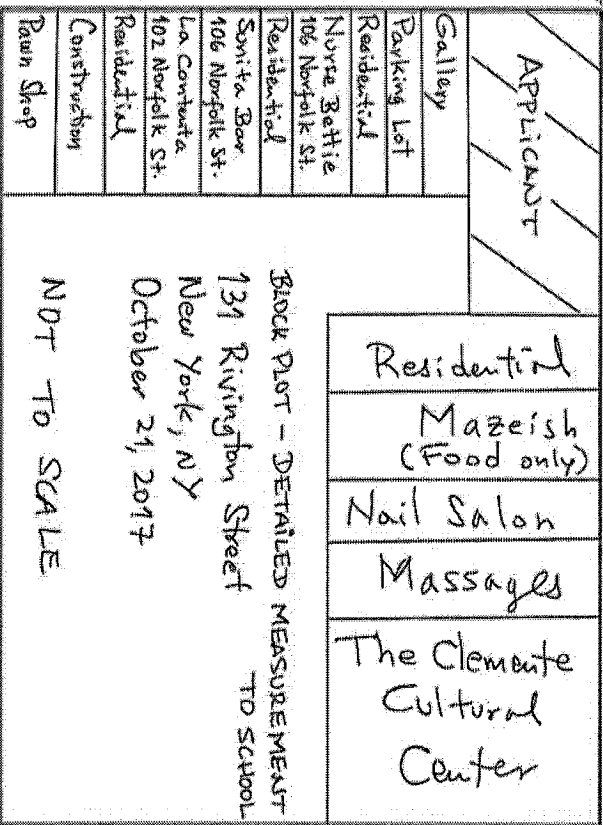 APPLICANT
Gallery
Parking Lot
Residential
Nurse Bettie
106 Norfolk St.
Residential
Sonita Bar
106 Norfolk St.
La Contenta
102 Norfolk St.
Residential
Construction
Pawn Shop
Residential
Mazeish
(Food only)
Nail Salon
Massages
The Clemente
Cultural
Center
BLOCK PLOT - DETAILED MEASUREMENT
TO SCHOOL
131 Rivington Street
New York, NY
October 21, 2017
NOT TO SCALE